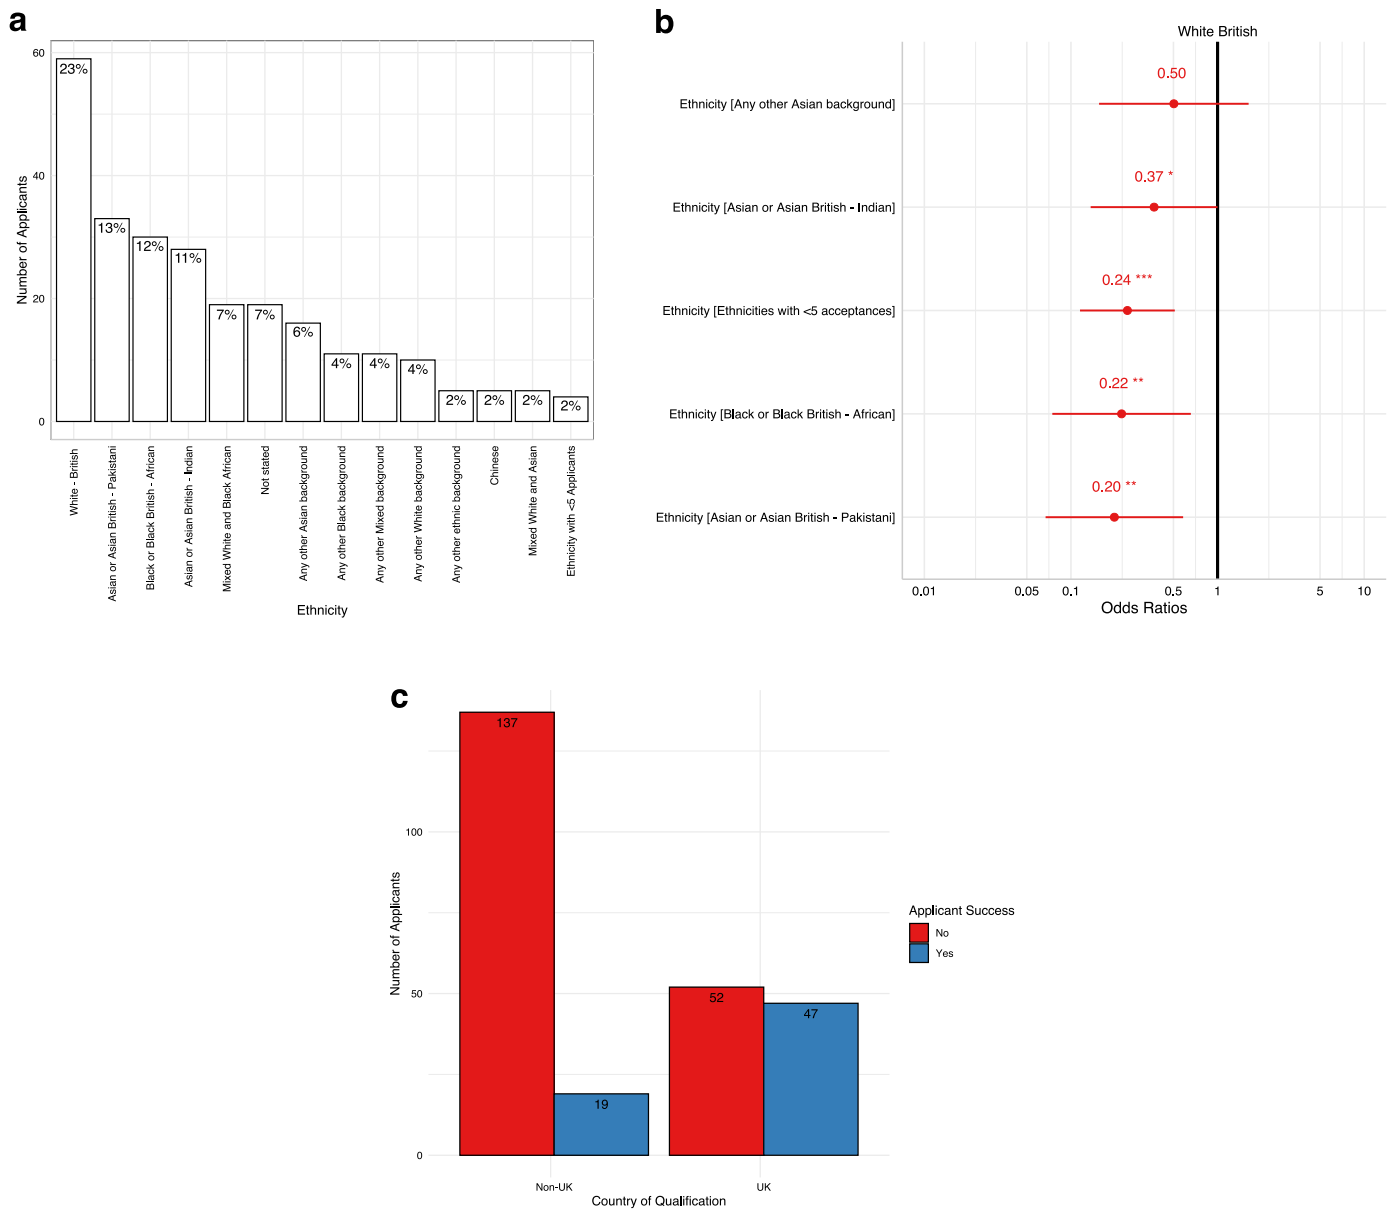 a
60
40
20
0
Number of Applicants
23%
13%
12%
11%
7%
7%
6%
4%
4%
4%
2%
2%
2%
2%
White - British
Asian or Asian British - Pakistani
Black or Black British - African
Asian or Asian British - Indian
Mixed White and Black African
Not stated
Any other Asian background
Any other Black background
Any other Mixed background
Any other White background
Any other ethnic background
Chinese
Mixed White and Asian
Ethnicity with <5 Applicants
Ethnicity
b
White British
Ethnicity [Any other Asian background]
0.50
Ethnicity [Asian or Asian British - Indian]
0.37 *
Ethnicity [Ethnicities with <5 acceptances]
0.24 ***
Ethnicity [Black or Black British - African]
0.22 **
Ethnicity [Asian or Asian British - Pakistani]
0.20 **
0.01 0.05 0.1 0.5 1 5 10
Odds Ratios
c
100
50
0
Number of Applicants
137
19
52
47
Non-UK UK
Country of Qualification
Applicant Success
No
Yes